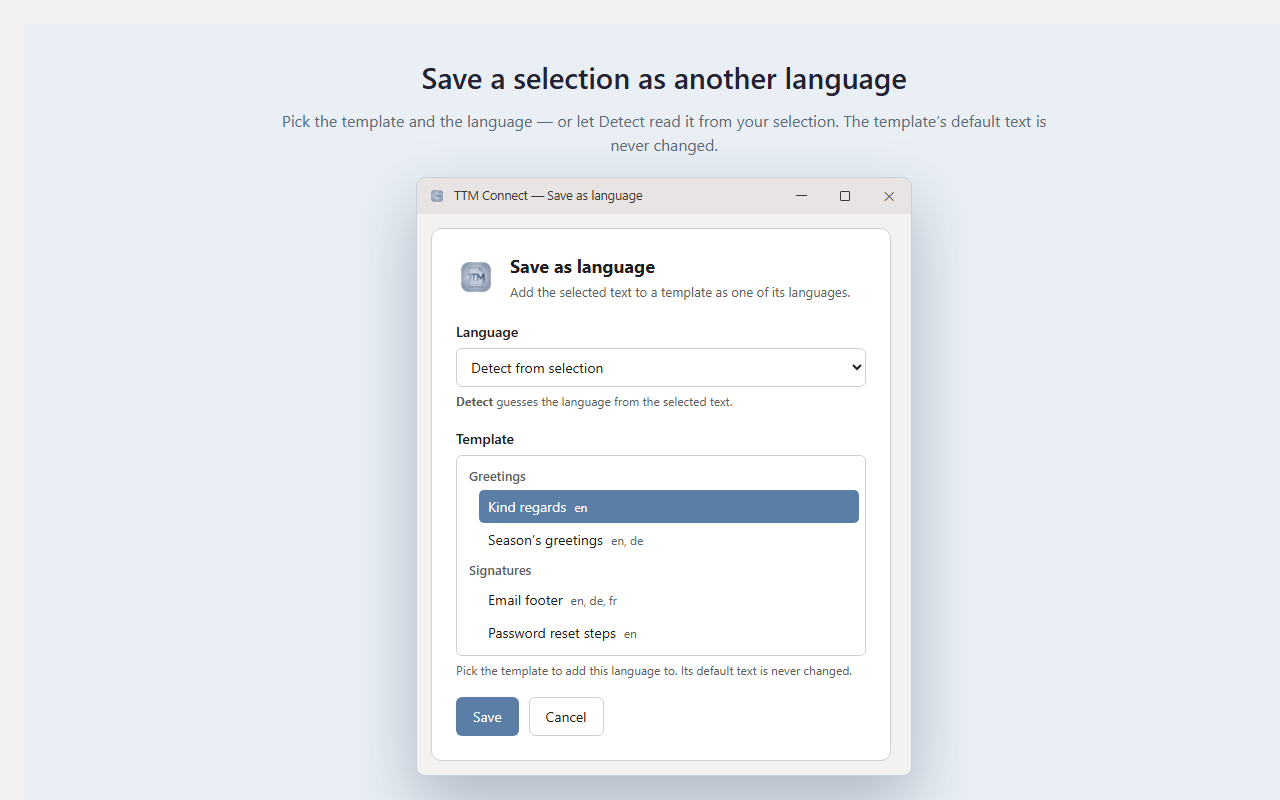 Save a selection as another language
Pick the template and the language — or let Detect read it from your selection. The template's default text is
never changed.
TTM Connect — Save as language
TTM
Save as language
Add the selected text to a template as one of its languages.
Language
Detect from selection
Detect guesses the language from the selected text.
Template
Greetings
Kind regards en
Season's greetings en, de
Signatures
Email footer en, de, fr
Password reset steps en
Pick the template to add this language to. Its default text is never changed.
Save Cancel